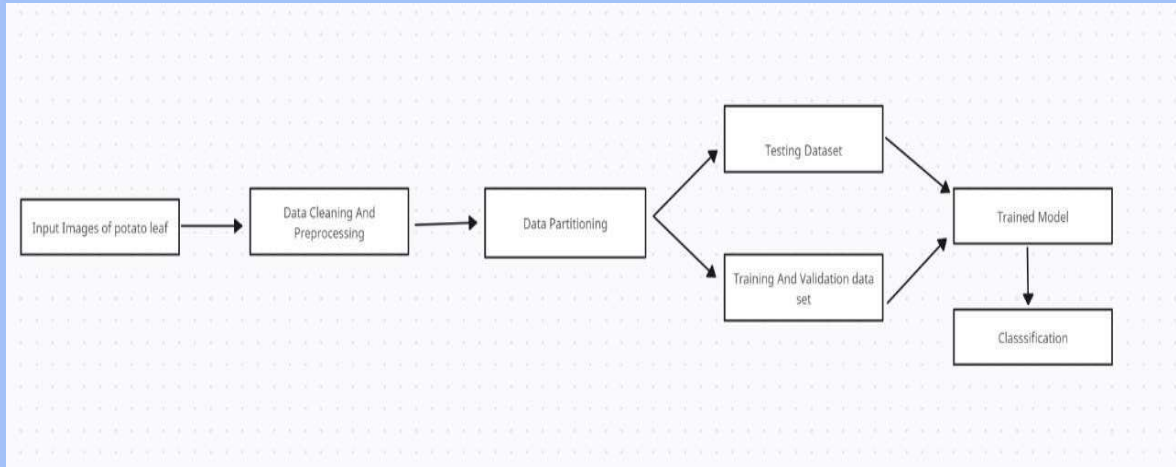 Input Images of potato leaf
Data Cleaning And
Preprocessing
Data Partitioning
Testing Dataset
Training And Validation data
set
Trained Model
Classsification